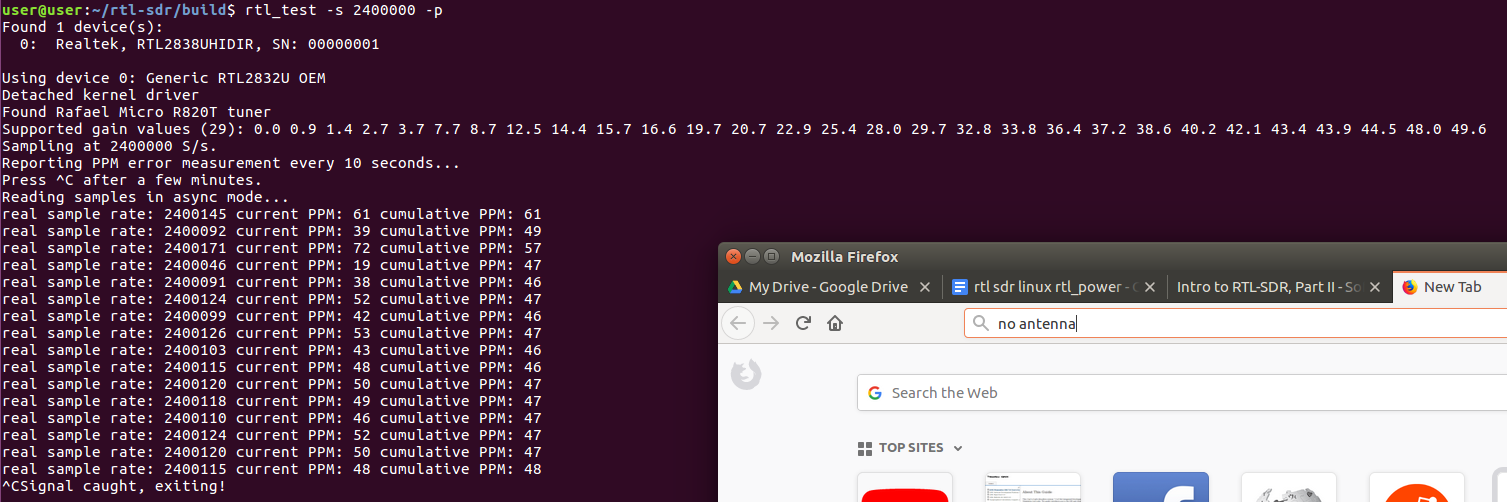 user@user:~/rtl-sdr/build$ rtl_test -s 2400000 -p
Found 1 device(s):
  0:  Realtek, RTL2838UHIDIR, SN: 00000001

Using device 0: Generic RTL2832U OEM
Detached kernel driver
Found Rafael Micro R820T tuner
Supported gain values (29): 0.0 0.9 1.4 2.7 3.7 7.7 8.7 12.5 14.4 15.7 16.6 19.7 20.7 22.9 25.4 28.0 29.7 32.8 33.8 36.4 37.2 38.6 40.2 42.1 43.4 43.9 44.5 48.0 49.6
Sampling at 2400000 S/s.
Reporting PPM error measurement every 10 seconds...
Press ^C after a few minutes.
Reading samples in async mode...
real sample rate: 2400145 current PPM: 61 cumulative PPM: 61
real sample rate: 2400092 current PPM: 39 cumulative PPM: 49
real sample rate: 2400171 current PPM: 72 cumulative PPM: 57
real sample rate: 2400046 current PPM: 19 cumulative PPM: 47
real sample rate: 2400091 current PPM: 38 cumulative PPM: 46
real sample rate: 2400124 current PPM: 52 cumulative PPM: 47
real sample rate: 2400099 current PPM: 42 cumulative PPM: 46
real sample rate: 2400126 current PPM: 53 cumulative PPM: 47
real sample rate: 2400103 current PPM: 43 cumulative PPM: 46
real sample rate: 2400115 current PPM: 48 cumulative PPM: 46
real sample rate: 2400120 current PPM: 50 cumulative PPM: 47
real sample rate: 2400118 current PPM: 49 cumulative PPM: 47
real sample rate: 2400110 current PPM: 46 cumulative PPM: 47
real sample rate: 2400124 current PPM: 52 cumulative PPM: 47
real sample rate: 2400120 current PPM: 50 cumulative PPM: 47
real sample rate: 2400115 current PPM: 48 cumulative PPM: 48
^CSignal caught, exiting!
Mozilla Firefox
My Drive - Google Drive
rtl sdr linux rtl_power -
Intro to RTL-SDR, Part II - So
New Tab
no antenna
Search the Web
TOP SITES